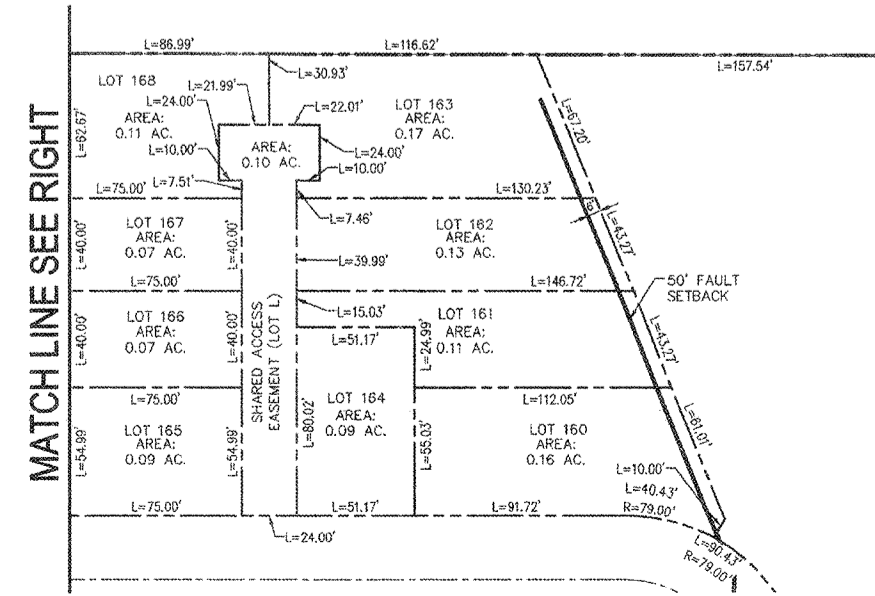 L=86.99'
L=116.62'
L=157.54'
L=30.93'
LOT 168
AREA:
0.11 AC.
L=21.99'
L=24.00'
L=22.01'
LOT 163
AREA:
0.17 AC.
L=62.67'
L=10.00'
AREA:
0.10 AC.
L=24.00'
L=10.00'
L=67.20'
L=75.00'
L=7.51'
L=130.23'
L=7.46'
L=40.00'
LOT 167
AREA:
0.07 AC.
L=40.00'
LOT 162
AREA:
0.13 AC.
L=39.99'
L=43.27'
L=75.00'
L=146.72'
50' FAULT
SETBACK
L=40.00'
LOT 166
AREA:
0.07 AC.
L=40.00'
L=15.03'
L=51.17'
L=24.99'
LOT 161
AREA:
0.11 AC.
L=43.27'
SHARED ACCESS
EASEMENT (LOT L)
L=75.00'
L=112.05'
L=54.99'
LOT 165
AREA:
0.09 AC.
L=54.99'
L=80.02'
LOT 164
AREA:
0.09 AC.
L=55.03'
LOT 160
AREA:
0.16 AC.
L=61.01'
L=10.00'
L=40.43'
R=79.00'
L=75.00'
L=51.17'
L=91.72'
L=24.00'
L=90.43'
R=79.00'
MATCH LINE SEE RIGHT